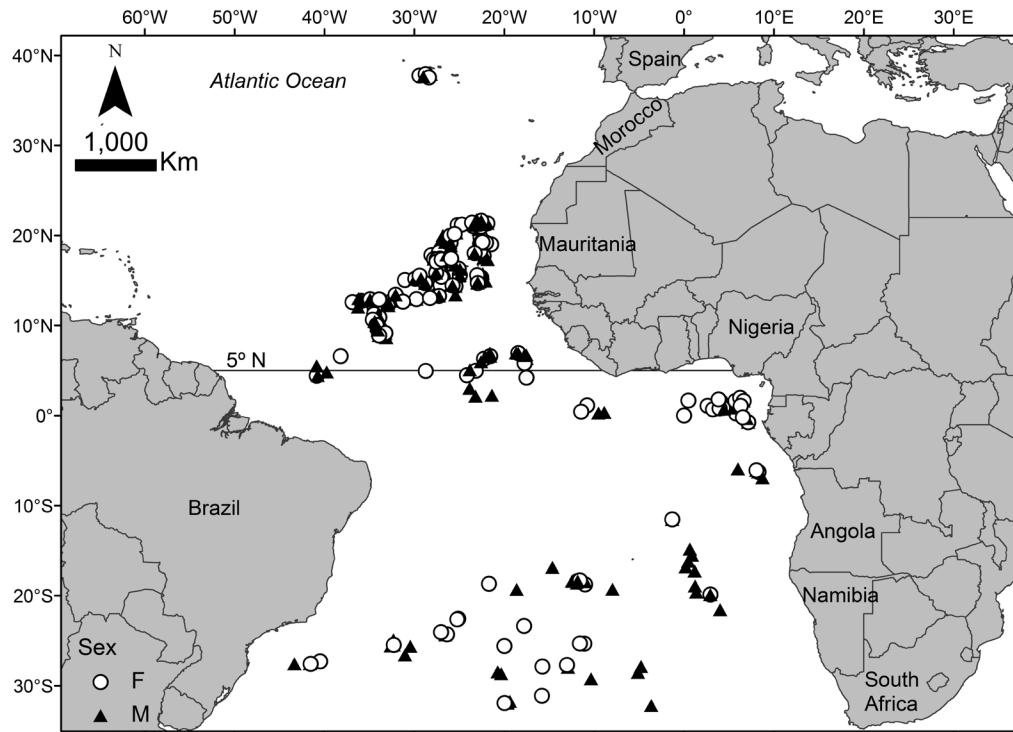 60°W 50°W 40°W 30°W 20°W 10°W 0° 10°E 20°E 30°E
40°N
30°N
20°N
10°N
0°
10°S
20°S
30°S
N
1,000
Km
Atlantic Ocean
Spain
Morocco
Mauritania
Nigeria
5º N
Brazil
Angola
Namibia
South
Africa
Sex
F
M